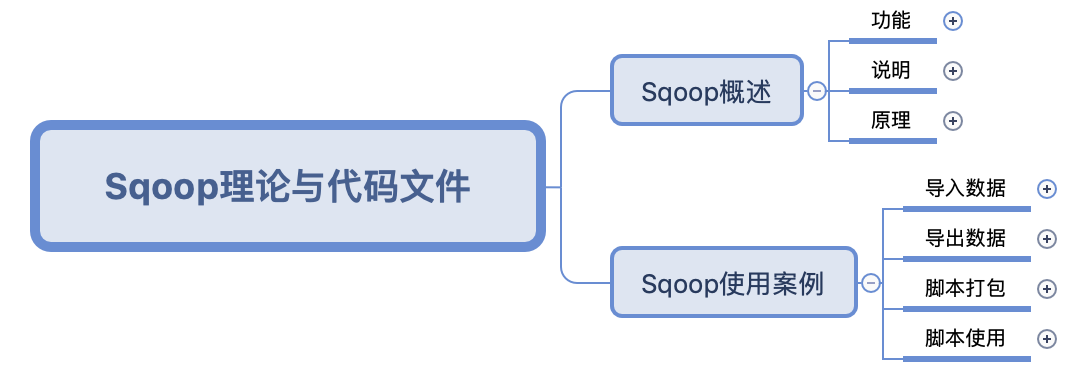 Sqoop理论与代码文件
Sqoop概述
功能
说明
原理
Sqoop使用案例
导入数据
导出数据
脚本打包
脚本使用